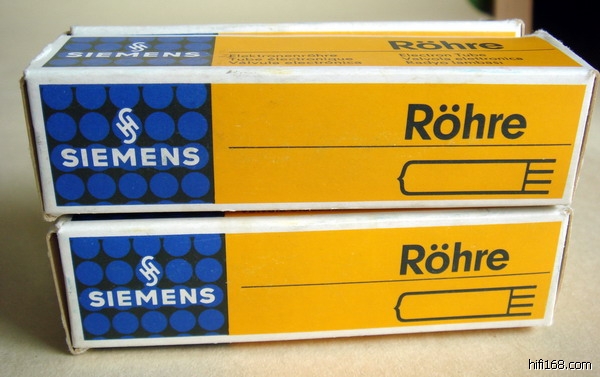 SIEMENS
Röhre
Elektronenröhre
Tube électronique
Válvula electrónica
Electron Tube
Valvola elettronica
Radyo lambası
SIEMENS
Röhre
SIEMENS
Röhre
hifi168.com